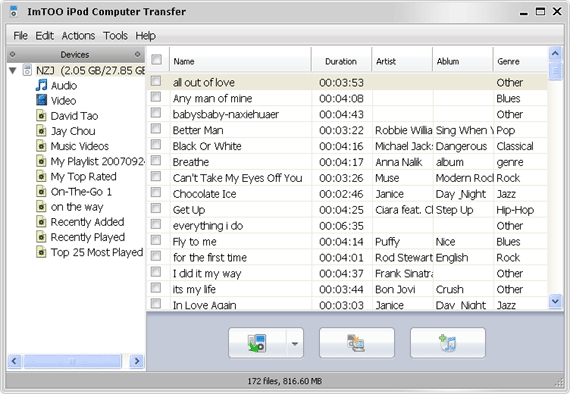 ImTOO iPod Computer Transfer
File Edit Actions Tools Help
Devices
NZJ (2.05 GB/27.85 GB
Audio
Video
David Tao
Jay Chou
Music Videos
My Playlist 2007092
My Top Rated
On-The-Go 1
on the way
Recently Added
Recently Played
Top 25 Most Played
Name Duration Artist Ablum Genre
all out of love 00:03:53 Other
Any man of mine 00:04:08 Blues
babysbaby-naxiehuaer 00:04:43 Other
Better Man 00:03:22 Robbie Willia Sing When Y Pop
Black Or White 00:04:16 Michael Jack Dangerous Classical
Breathe 00:04:17 Anna Nalik album genre
Can't Take My Eyes Off You 00:03:26 Muse Modern Rod Rock
Chocolate Ice 00:02:46 Janice Day_Night Jazz
Get Up 00:04:25 Ciara feat. Cl Step Up Hip-Hop
everything i do 00:06:35 Other
Fly to me 00:04:14 Puffy Nice Blues
for the first time 00:04:01 Rod Stewart English Rock
I did it my way 00:04:37 Frank Sinatra Other
its my life 00:03:44 Bon Jovi Crush Other
In Love Again 00:03:03 Janice Day_Night Jazz
172 files, 816.60 MB